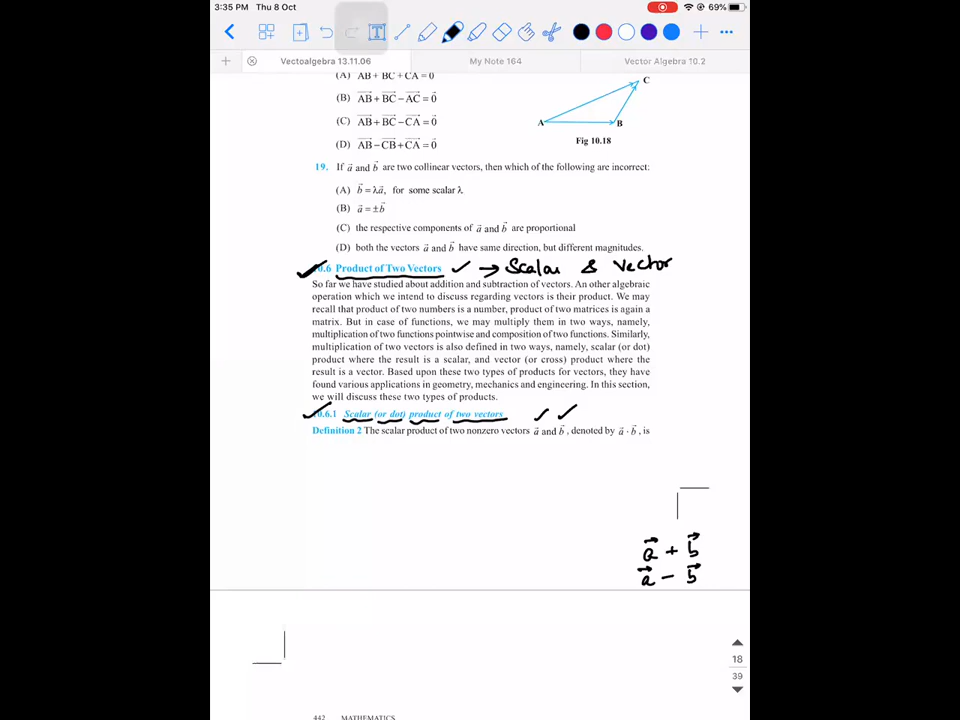 3:35 PM Thu 8 Oct 69%
Vectoalgebra 13.11.06 My Note 164 Vector Algebra 10.2
(A) AB + BC + CA = 0
(B) AB + BC − AC = 0
(C) AB + BC − CA = 0
(D) AB − CB + CA = 0
C
A B
Fig 10.18
19. If a⃗ and b⃗ are two collinear vectors, then which of the following are incorrect:
(A) b⃗ = λa⃗, for some scalar λ
(B) a⃗ = ±b⃗
(C) the respective components of a⃗ and b⃗ are proportional
(D) both the vectors a⃗ and b⃗ have same direction, but different magnitudes.
0.6 Product of Two Vectors ✓ → Scalar & Vector
So far we have studied about addition and subtraction of vectors. An other algebraic
operation which we intend to discuss regarding vectors is their product. We may
recall that product of two numbers is a number, product of two matrices is again a
matrix. But in case of functions, we may multiply them in two ways, namely,
multiplication of two functions pointwise and composition of two functions. Similarly,
multiplication of two vectors is also defined in two ways, namely, scalar (or dot)
product where the result is a scalar, and vector (or cross) product where the
result is a vector. Based upon these two types of products for vectors, they have
found various applications in geometry, mechanics and engineering. In this section,
we will discuss these two types of products.
0.6.1 Scalar (or dot) product of two vectors
Definition 2 The scalar product of two nonzero vectors a⃗ and b⃗, denoted by a⃗ · b⃗, is
a⃗ + b⃗
a⃗ − b⃗
18
39
442 MATHEMATICS